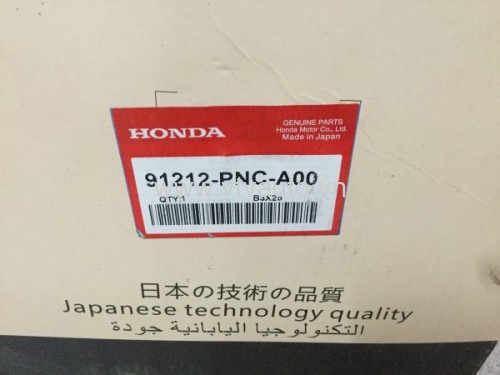 GENUINE PARTS
Honda Motor Co., Ltd.
Made in Japan
HONDA
91212-PNC-A00
QTY:1
日本の技術の品質
Japanese technology quality
التكنولوجيا اليابانية جودة